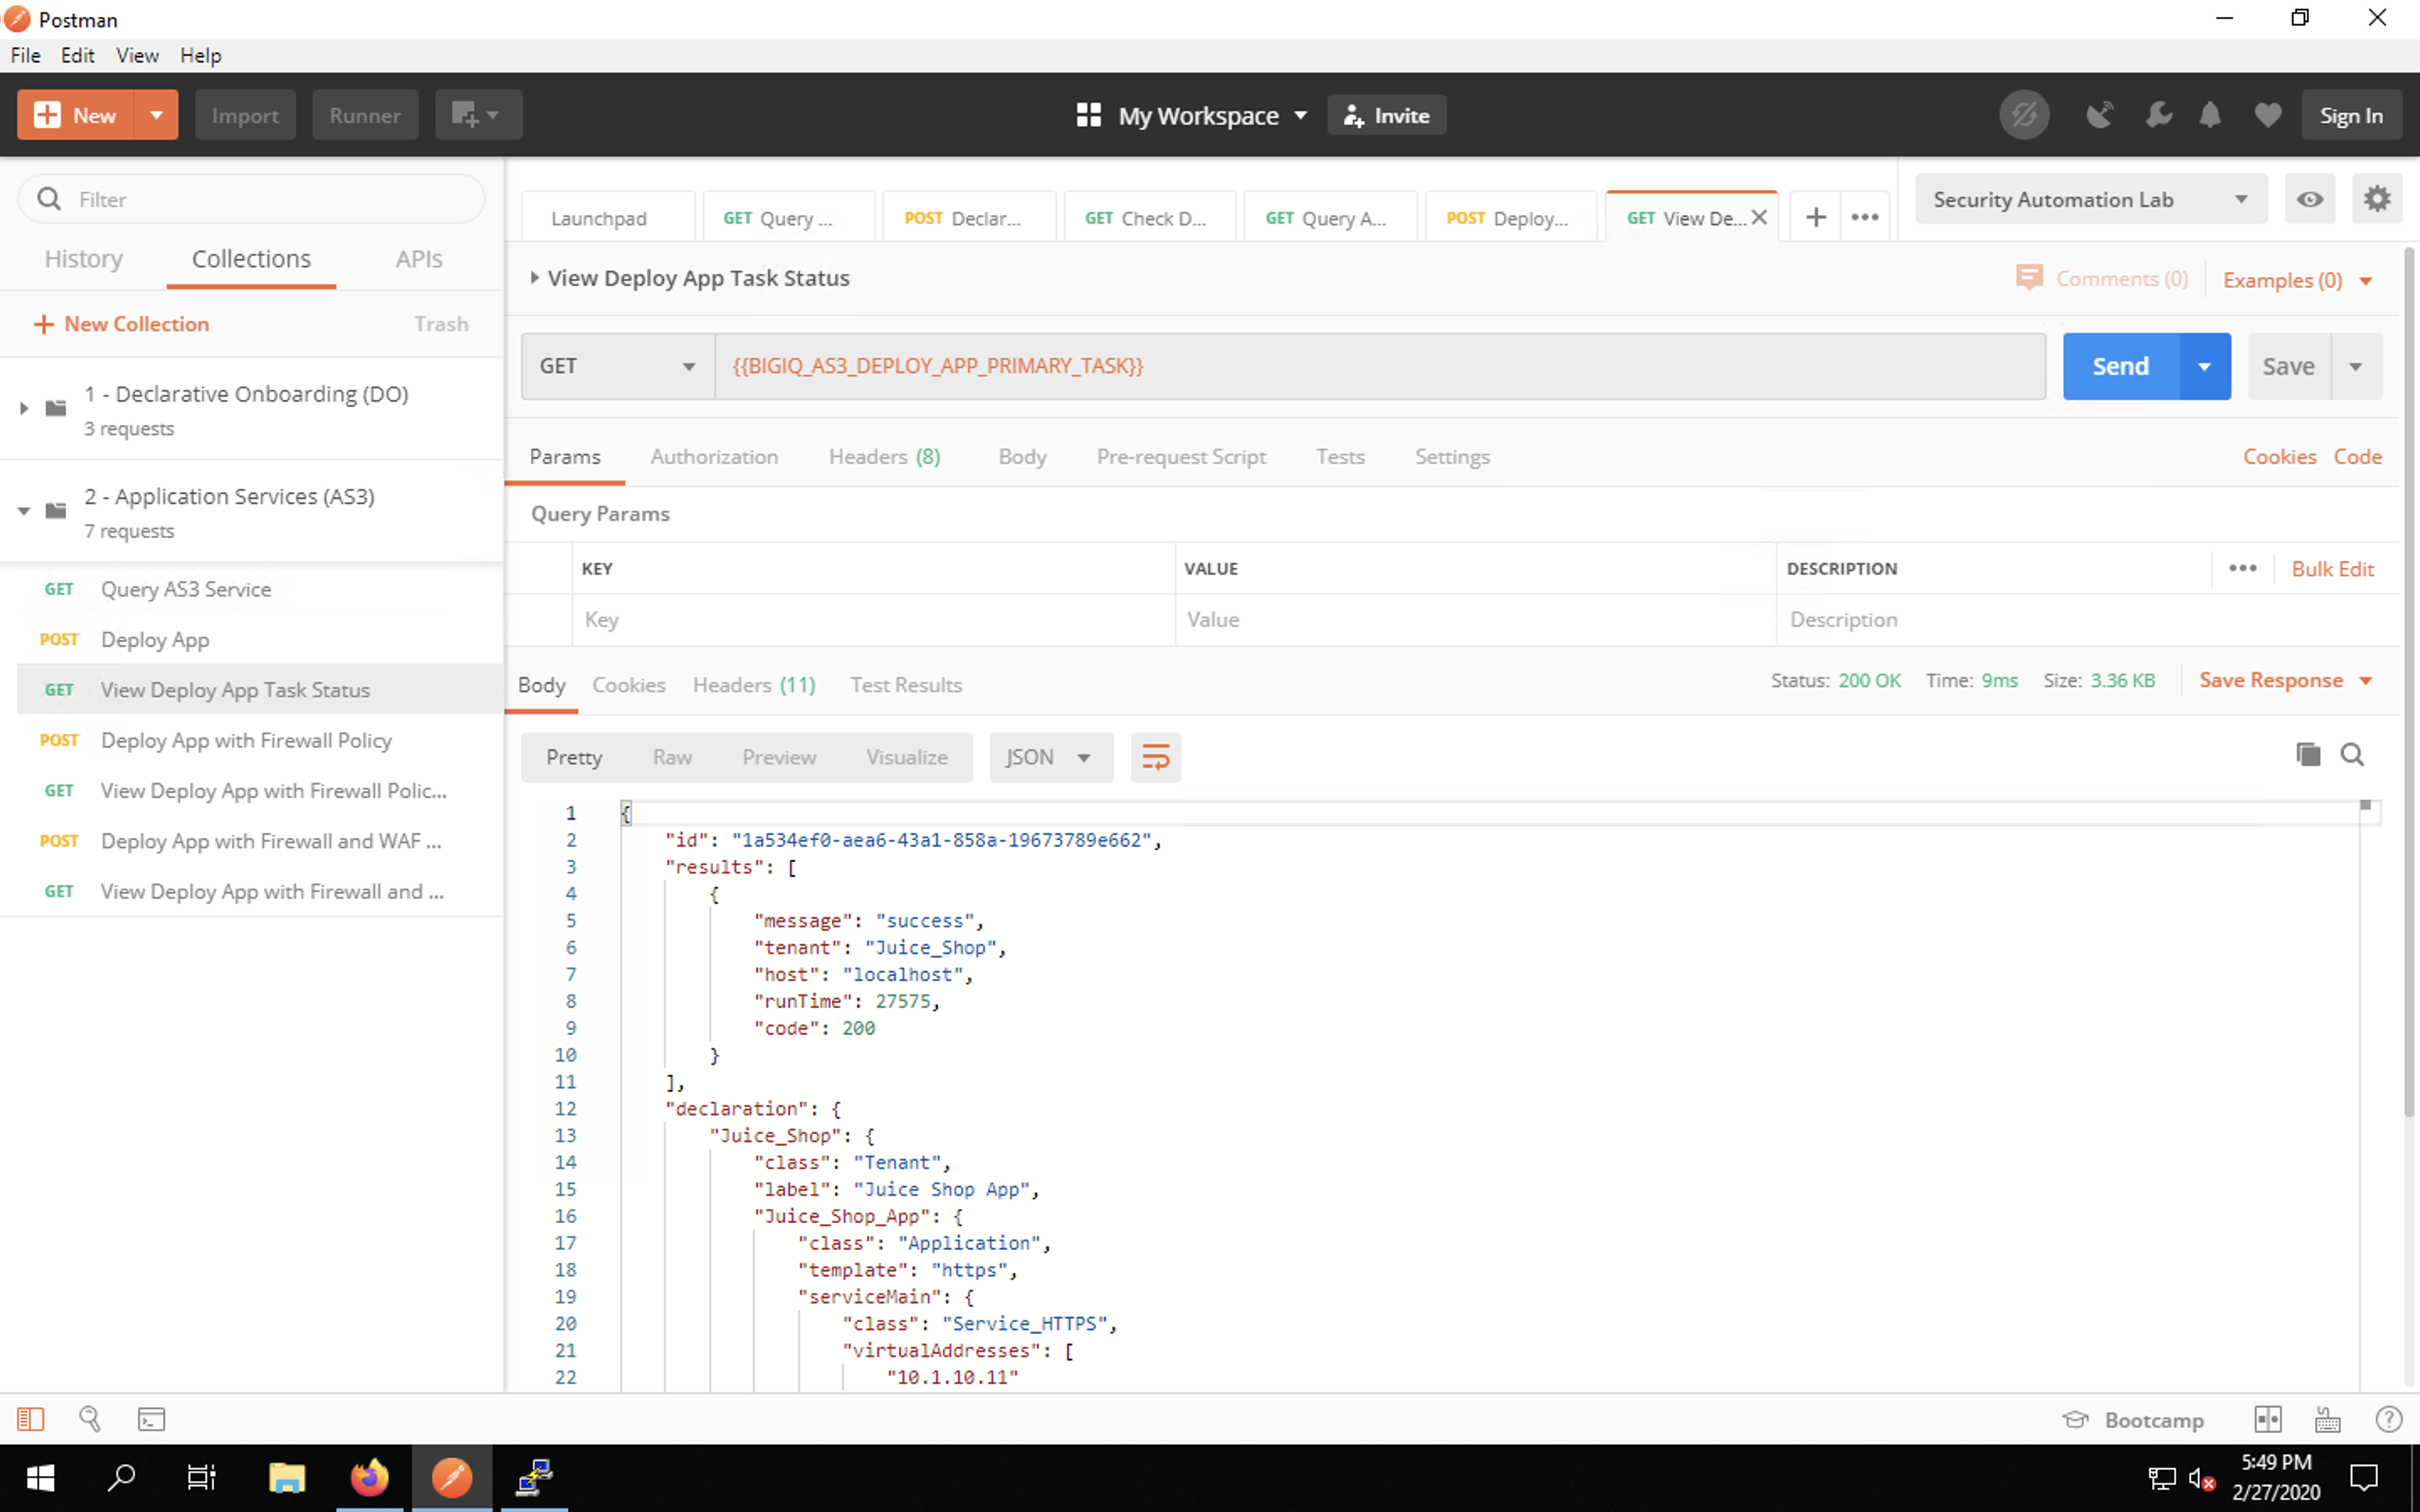 Postman
File Edit View Help
New Import Runner My Workspace Invite Sign In
Filter
History Collections APIs
+ New Collection Trash
1 - Declarative Onboarding (DO)
3 requests
2 - Application Services (AS3)
7 requests
GET Query AS3 Service
POST Deploy App
GET View Deploy App Task Status
POST Deploy App with Firewall Policy
GET View Deploy App with Firewall Polic...
POST Deploy App with Firewall and WAF ...
GET View Deploy App with Firewall and ...
Launchpad GET Query ... POST Declar... GET Check D... GET Query A... POST Deploy... GET View De... Security Automation Lab
View Deploy App Task Status Comments (0) Examples (0)
GET {{BIGIQ_AS3_DEPLOY_APP_PRIMARY_TASK}} Send Save
Params Authorization Headers (8) Body Pre-request Script Tests Settings Cookies Code
Query Params
KEY VALUE DESCRIPTION ••• Bulk Edit
Key Value Description
Body Cookies Headers (11) Test Results Status: 200 OK Time: 9ms Size: 3.36 KB Save Response
Pretty Raw Preview Visualize JSON
1 {
2 "id": "1a534ef0-aea6-43a1-858a-19673789e662",
3 "results": [
4 {
5 "message": "success",
6 "tenant": "Juice_Shop",
7 "host": "localhost",
8 "runTime": 27575,
9 "code": 200
10 }
11 ],
12 "declaration": {
13 "Juice_Shop": {
14 "class": "Tenant",
15 "label": "Juice Shop App",
16 "Juice_Shop_App": {
17 "class": "Application",
18 "template": "https",
19 "serviceMain": {
20 "class": "Service_HTTPS",
21 "virtualAddresses": [
22 "10.1.10.11"
Bootcamp
5:49 PM
2/27/2020